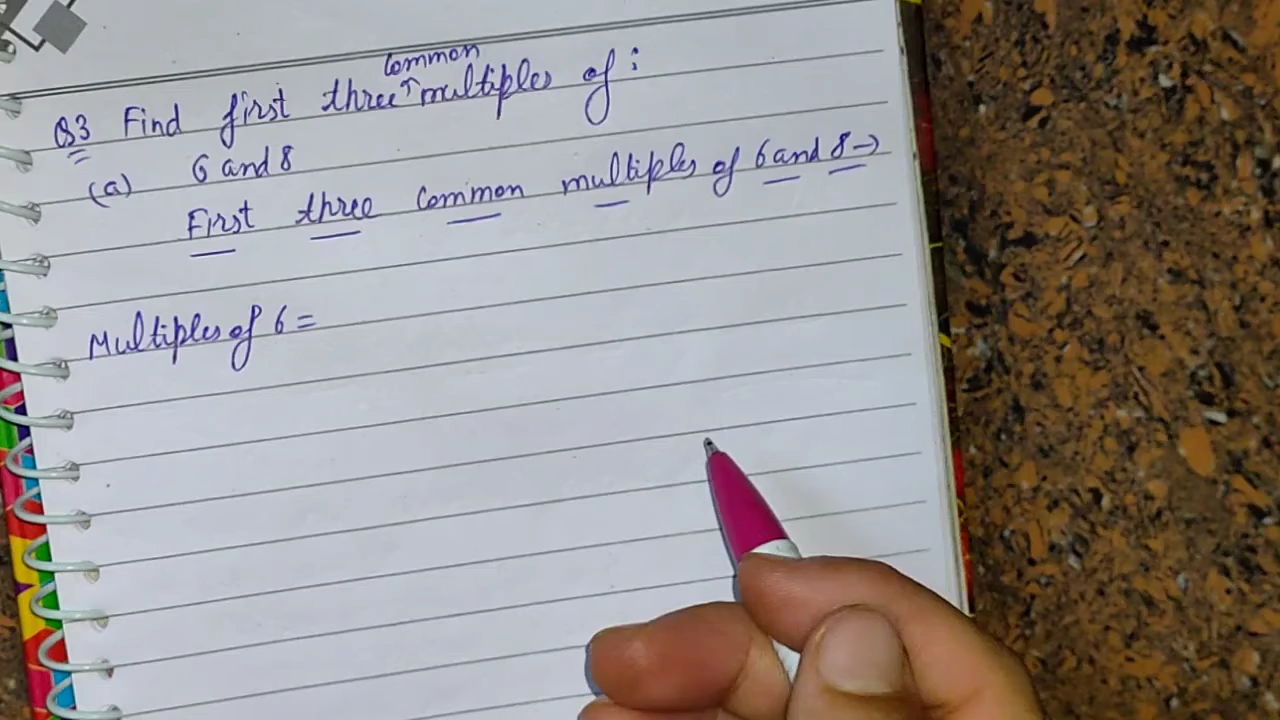 Q3 Find first three common multiples of :
(a) 6 and 8
First three common multiples of 6 and 8 →
Multiples of 6 =